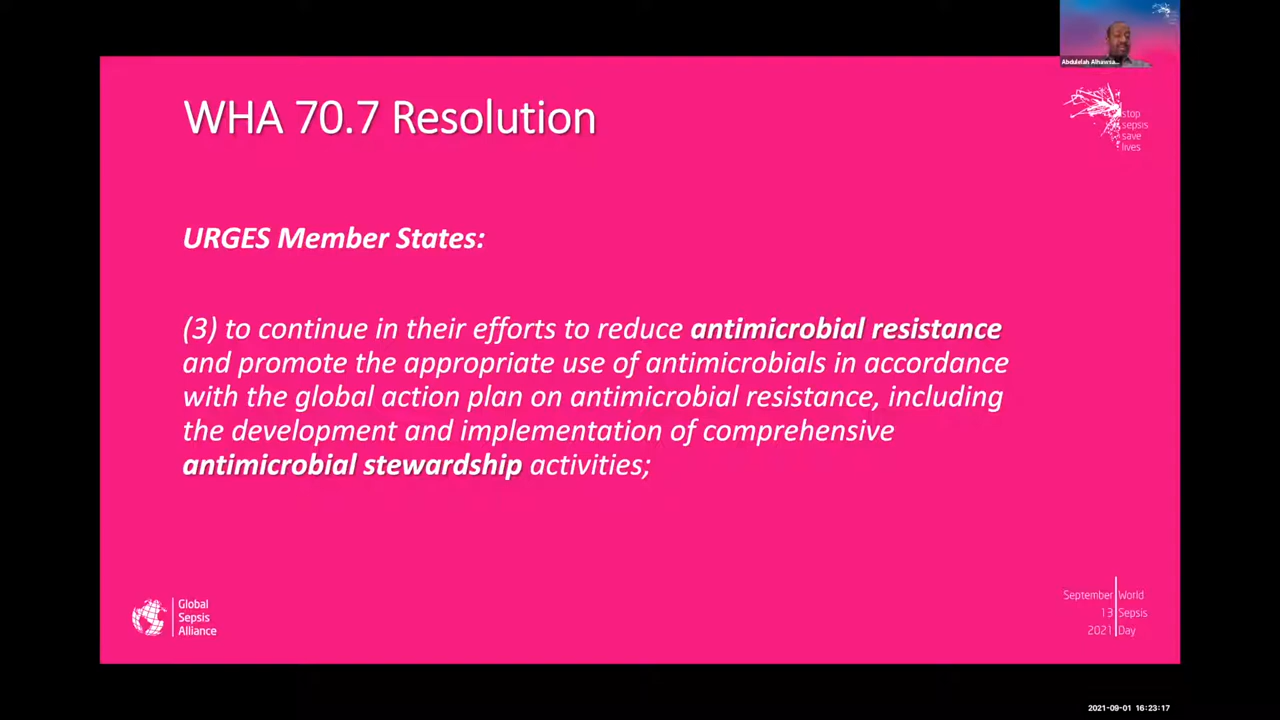 Abdulelah Alhawsa...
WHA 70.7 Resolution
stop
sepsis
save
lives
URGES Member States:
(3) to continue in their efforts to reduce antimicrobial resistance
and promote the appropriate use of antimicrobials in accordance
with the global action plan on antimicrobial resistance, including
the development and implementation of comprehensive
antimicrobial stewardship activities;
Global
Sepsis
Alliance
September World
13 Sepsis
2021 Day
2021-09-01 16:23:17